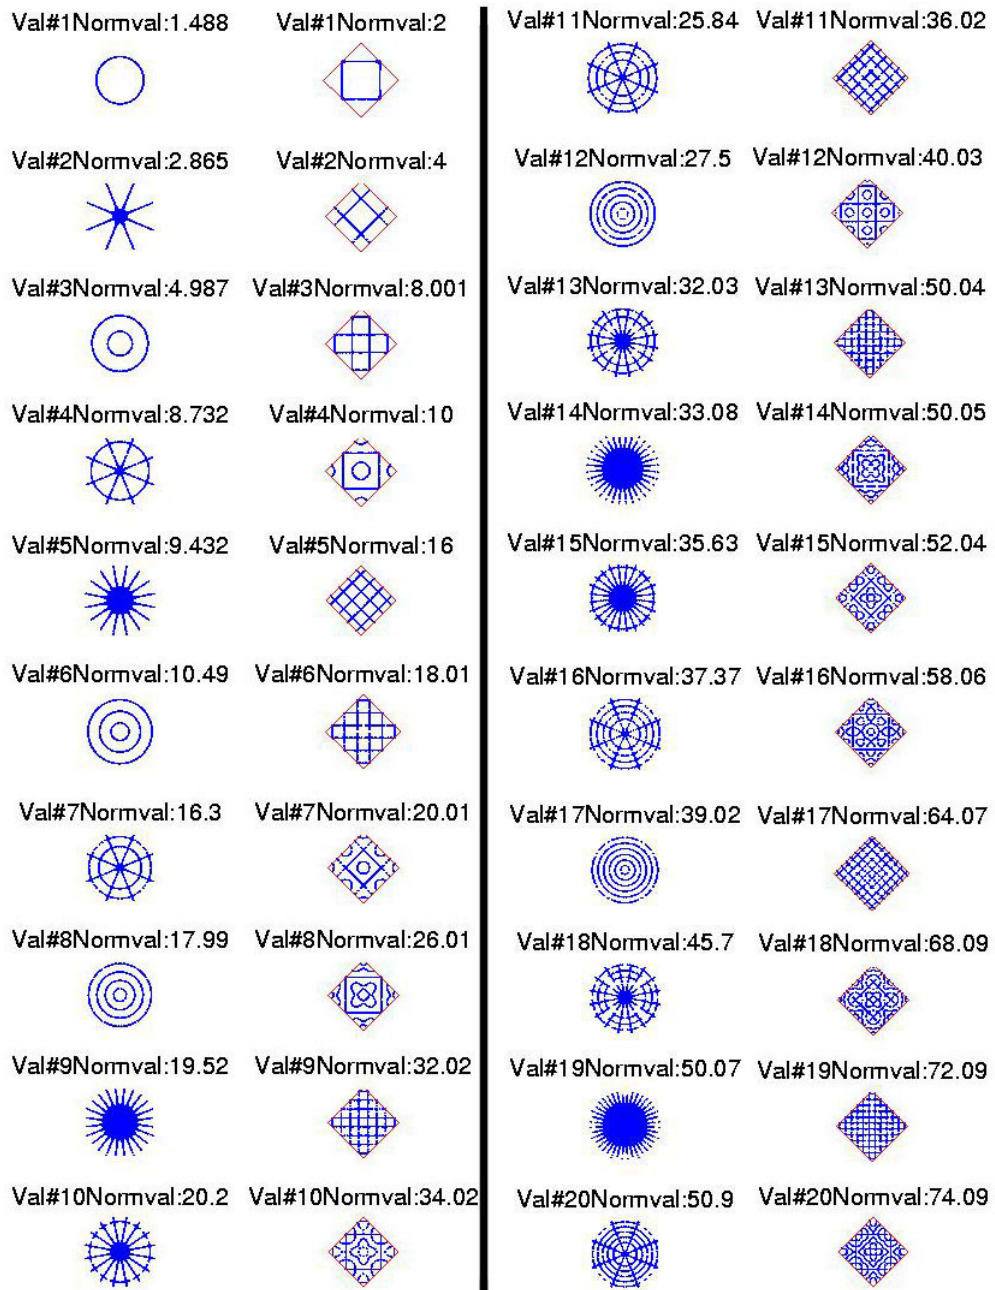 Val#1Normval:1.488 Val#1Normval:2
Val#2Normval:2.865 Val#2Normval:4
Val#3Normval:4.987 Val#3Normval:8.001
Val#4Normval:8.732 Val#4Normval:10
Val#5Normval:9.432 Val#5Normval:16
Val#6Normval:10.49 Val#6Normval:18.01
Val#7Normval:16.3 Val#7Normval:20.01
Val#8Normval:17.99 Val#8Normval:26.01
Val#9Normval:19.52 Val#9Normval:32.02
Val#10Normval:20.2 Val#10Normval:34.02
Val#11Normval:25.84 Val#11Normval:36.02
Val#12Normval:27.5 Val#12Normval:40.03
Val#13Normval:32.03 Val#13Normval:50.04
Val#14Normval:33.08 Val#14Normval:50.05
Val#15Normval:35.63 Val#15Normval:52.04
Val#16Normval:37.37 Val#16Normval:58.06
Val#17Normval:39.02 Val#17Normval:64.07
Val#18Normval:45.7 Val#18Normval:68.09
Val#19Normval:50.07 Val#19Normval:72.09
Val#20Normval:50.9 Val#20Normval:74.09